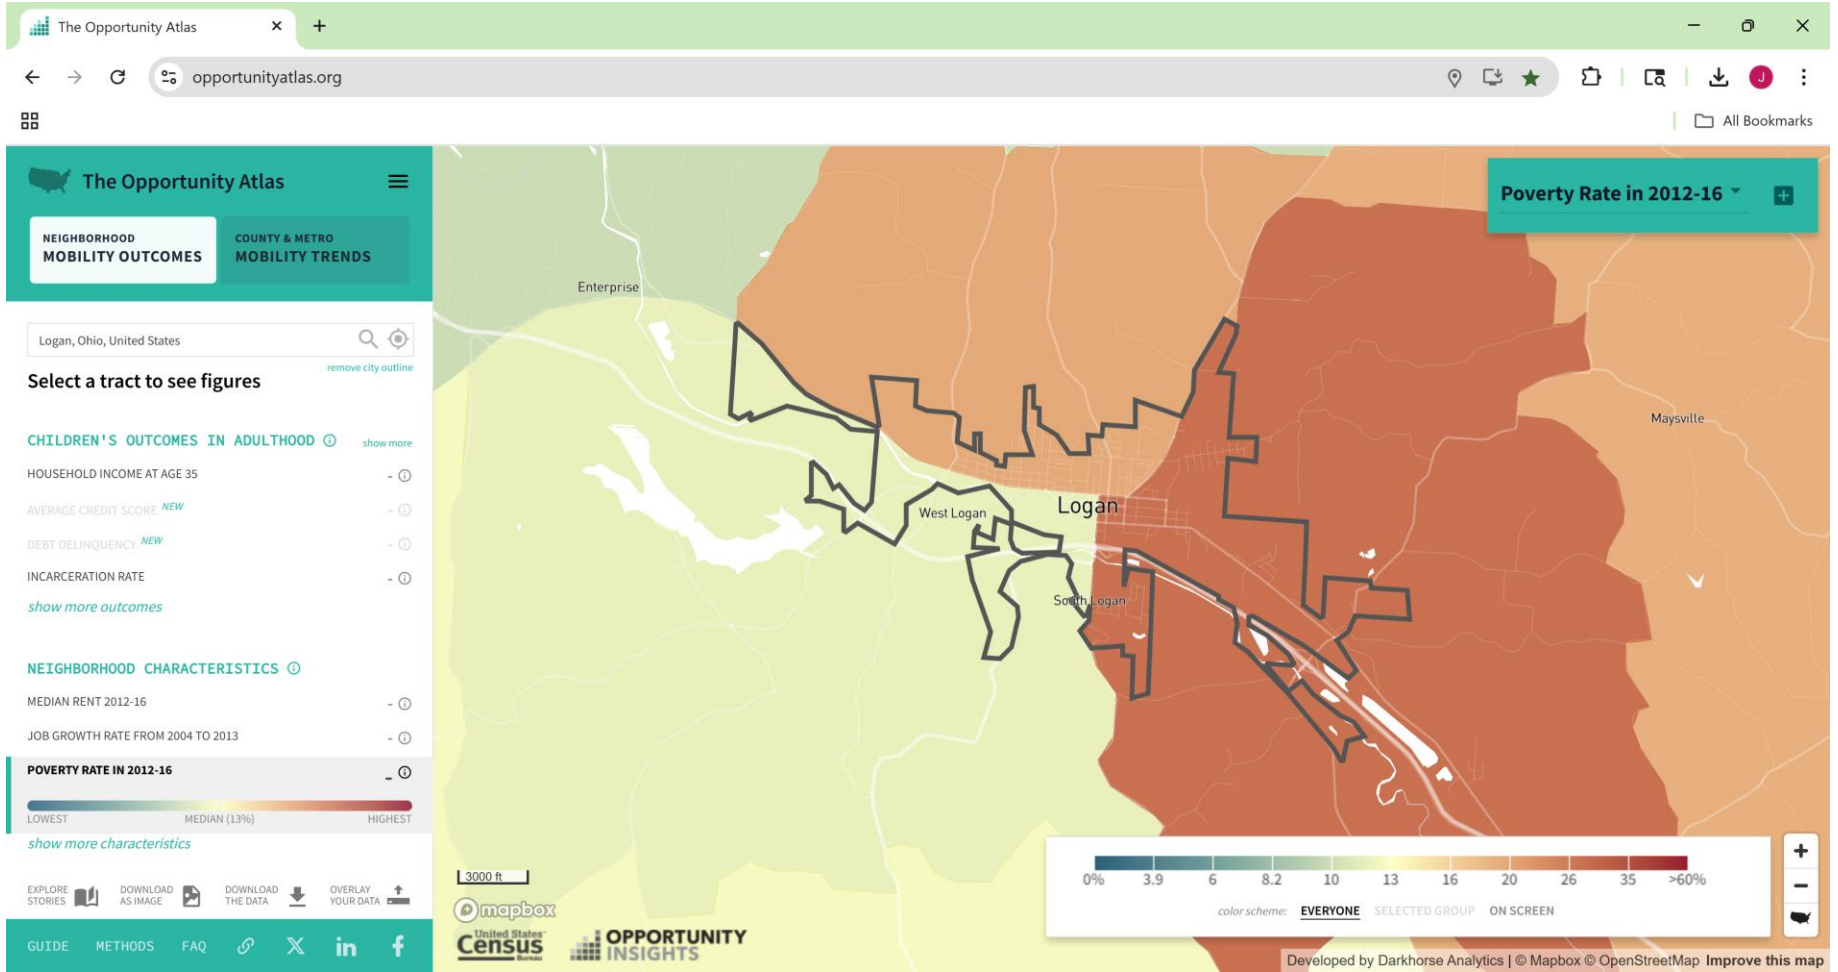 The Opportunity Atlas
opportunityatlas.org
J
All Bookmarks
The Opportunity Atlas
NEIGHBORHOOD
MOBILITY OUTCOMES
COUNTY & METRO
MOBILITY TRENDS
Logan, Ohio, United States
remove city outline
Select a tract to see figures
CHILDREN'S OUTCOMES IN ADULTHOOD
show more
HOUSEHOLD INCOME AT AGE 35 -
AVERAGE CREDIT SCORE NEW -
DEBT DELINQUENCY NEW -
INCARCERATION RATE -
show more outcomes
NEIGHBORHOOD CHARACTERISTICS
MEDIAN RENT 2012-16 -
JOB GROWTH RATE FROM 2004 TO 2013 -
POVERTY RATE IN 2012-16 -
LOWEST MEDIAN (13%) HIGHEST
show more characteristics
EXPLORE STORIES
DOWNLOAD AS IMAGE
DOWNLOAD THE DATA
OVERLAY YOUR DATA
GUIDE METHODS FAQ
Poverty Rate in 2012-16
Enterprise
Maysville
Logan
West Logan
South Logan
3000 ft
mapbox
United States
Census
Bureau
OPPORTUNITY
INSIGHTS
0% 3.9 6 8.2 10 13 16 20 26 35 >60%
color scheme: EVERYONE SELECTED GROUP ON SCREEN
Developed by Darkhorse Analytics | © Mapbox © OpenStreetMap Improve this map